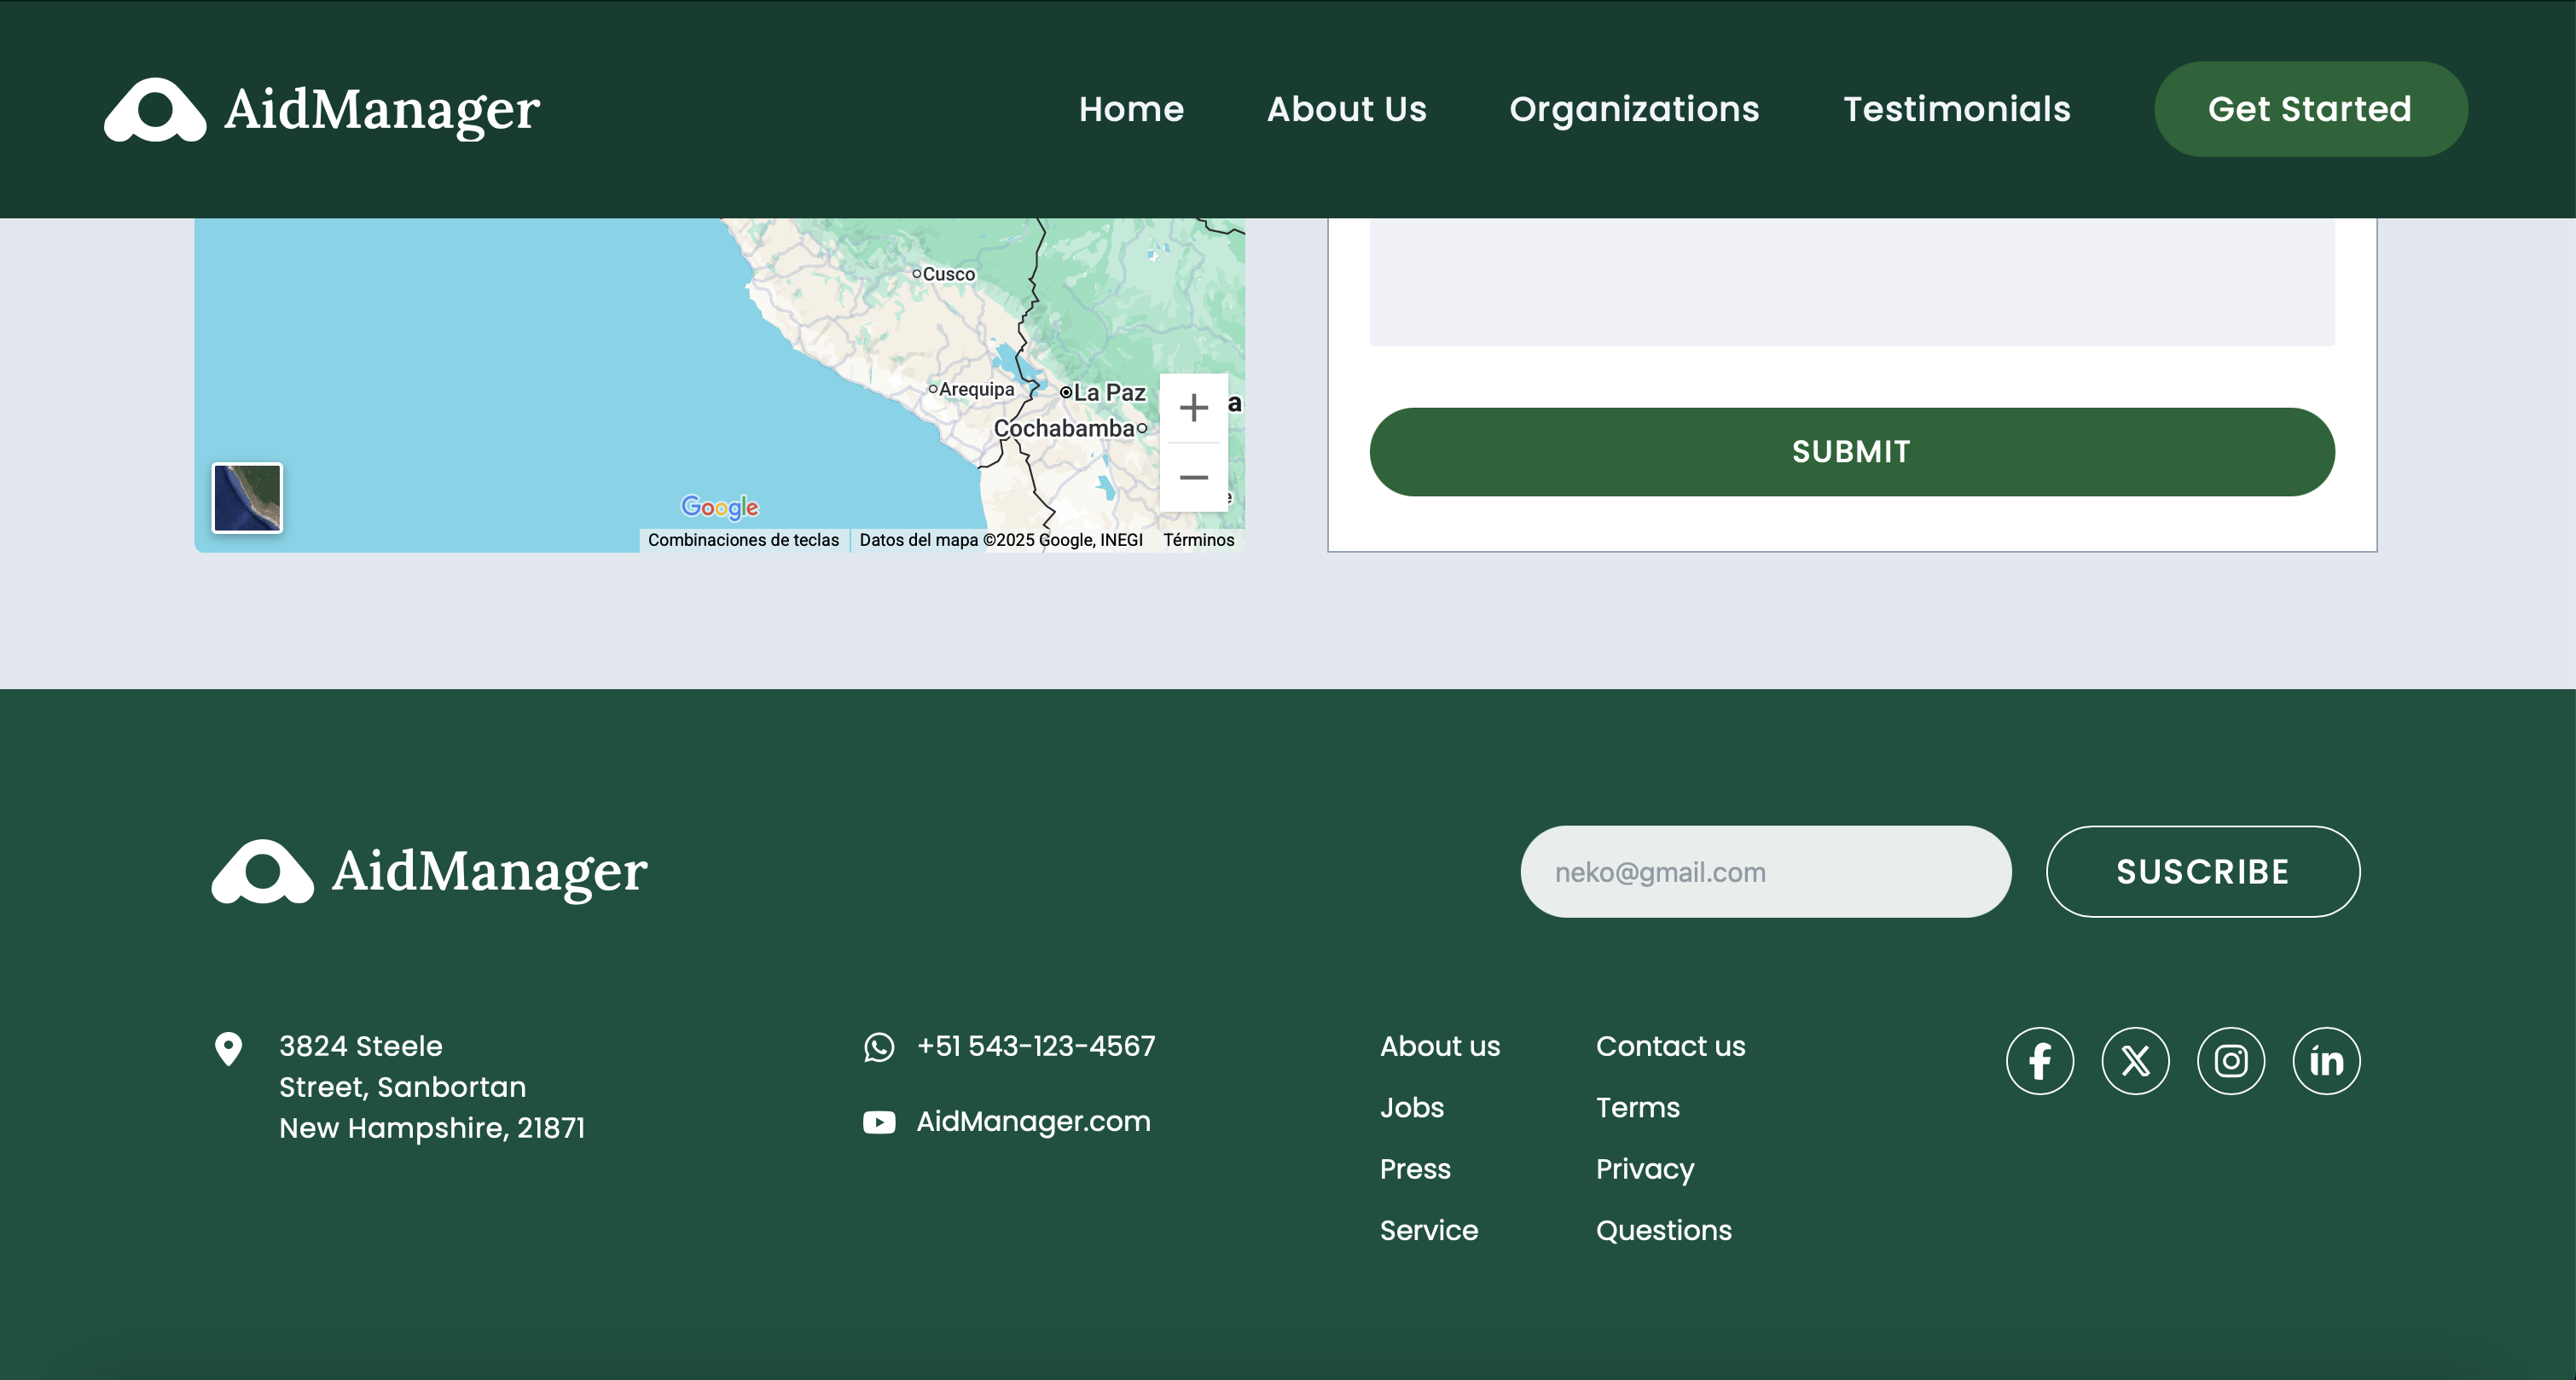 AidManager
Home
About Us
Organizations
Testimonials
Get Started
Cusco
Arequipa
La Paz
Cochabamba
Google
Combinaciones de teclas
Datos del mapa ©2025 Google, INEGI
Términos
SUBMIT
AidManager
neko@gmail.com
SUSCRIBE
3824 Steele
Street, Sanbortan
New Hampshire, 21871
+51 543-123-4567
AidManager.com
About us
Jobs
Press
Service
Contact us
Terms
Privacy
Questions